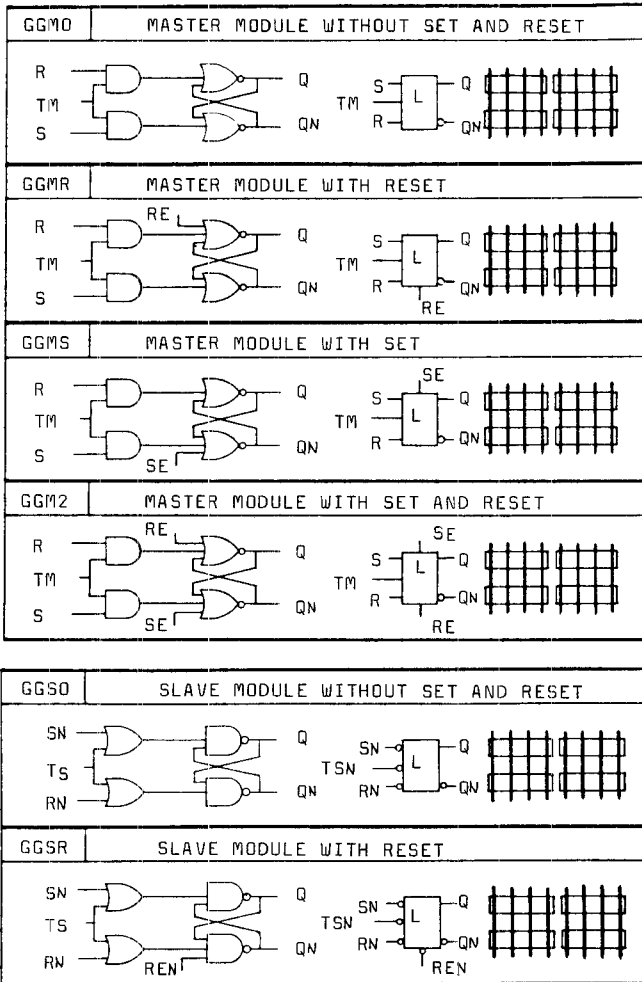 GGM0 MASTER MODULE WITHOUT SET AND RESET
R
TM
S
Q
QN
S
TM
R
L
Q
QN
GGMR MASTER MODULE WITH RESET
RE
R
TM
S
Q
QN
S
TM
R
L
Q
QN
RE
GGMS MASTER MODULE WITH SET
R
TM
S
SE
Q
QN
SE
S
TM
R
L
Q
QN
GGM2 MASTER MODULE WITH SET AND RESET
RE
R
TM
S
SE
Q
QN
SE
S
TM
R
L
Q
QN
RE
GGS0 SLAVE MODULE WITHOUT SET AND RESET
SN
TS
RN
Q
QN
SN
TSN
RN
L
Q
QN
GGSR SLAVE MODULE WITH RESET
SN
TS
RN
REN
Q
QN
SN
TSN
RN
L
Q
QN
REN